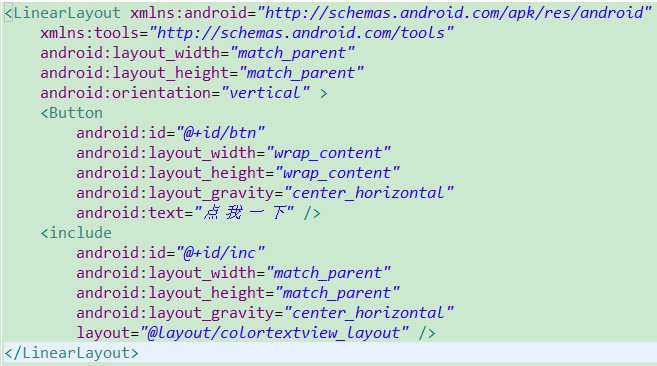 <LinearLayout xmlns:android="http://schemas.android.com/apk/res/android"
    xmlns:tools="http://schemas.android.com/tools"
    android:layout_width="match_parent"
    android:layout_height="match_parent"
    android:orientation="vertical" >
    <Button
        android:id="@+id/btn"
        android:layout_width="wrap_content"
        android:layout_height="wrap_content"
        android:layout_gravity="center_horizontal"
        android:text="点我一下" />
    <include
        android:id="@+id/inc"
        android:layout_width="match_parent"
        android:layout_height="match_parent"
        android:layout_gravity="center_horizontal"
        layout="@layout/colortextview_layout" />
</LinearLayout>